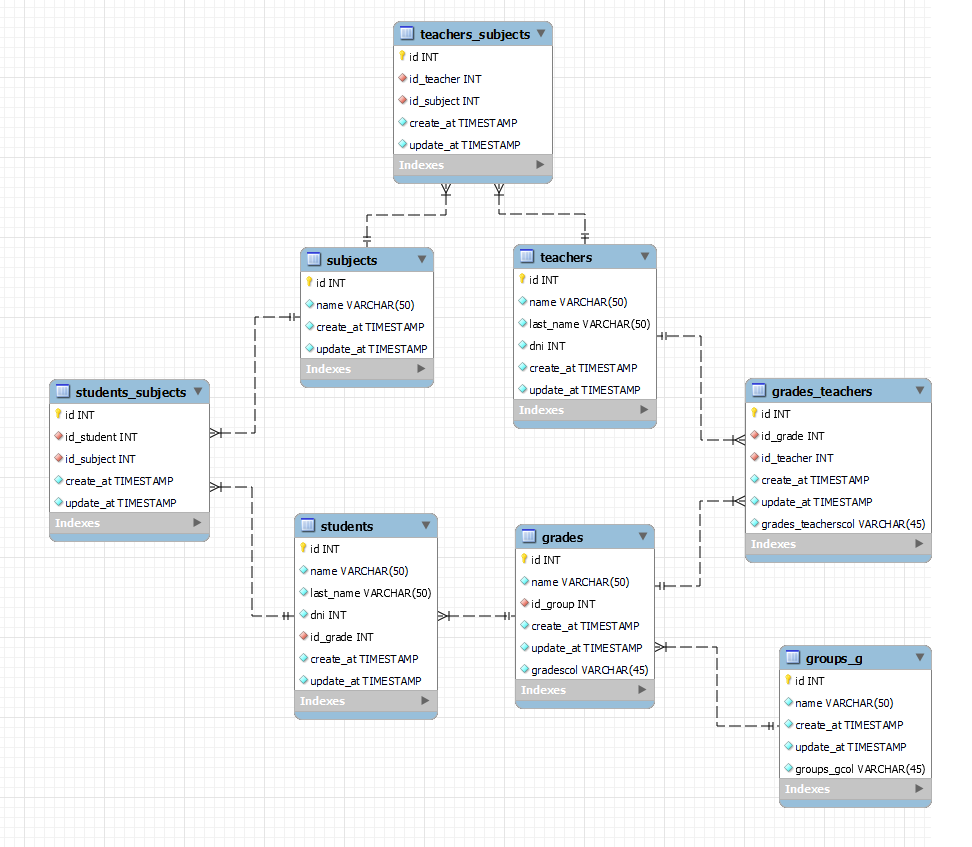 teachers_subjects
id INT
id_teacher INT
id_subject INT
create_at TIMESTAMP
update_at TIMESTAMP
Indexes
subjects
id INT
name VARCHAR(50)
create_at TIMESTAMP
update_at TIMESTAMP
Indexes
teachers
id INT
name VARCHAR(50)
last_name VARCHAR(50)
dni INT
create_at TIMESTAMP
update_at TIMESTAMP
Indexes
students_subjects
id INT
id_student INT
id_subject INT
create_at TIMESTAMP
update_at TIMESTAMP
Indexes
grades_teachers
id INT
id_grade INT
id_teacher INT
create_at TIMESTAMP
update_at TIMESTAMP
grades_teacherscol VARCHAR(45)
Indexes
students
id INT
name VARCHAR(50)
last_name VARCHAR(50)
dni INT
id_grade INT
create_at TIMESTAMP
update_at TIMESTAMP
Indexes
grades
id INT
name VARCHAR(50)
id_group INT
create_at TIMESTAMP
update_at TIMESTAMP
gradescol VARCHAR(45)
Indexes
groups_g
id INT
name VARCHAR(50)
create_at TIMESTAMP
update_at TIMESTAMP
groups_gcol VARCHAR(45)
Indexes